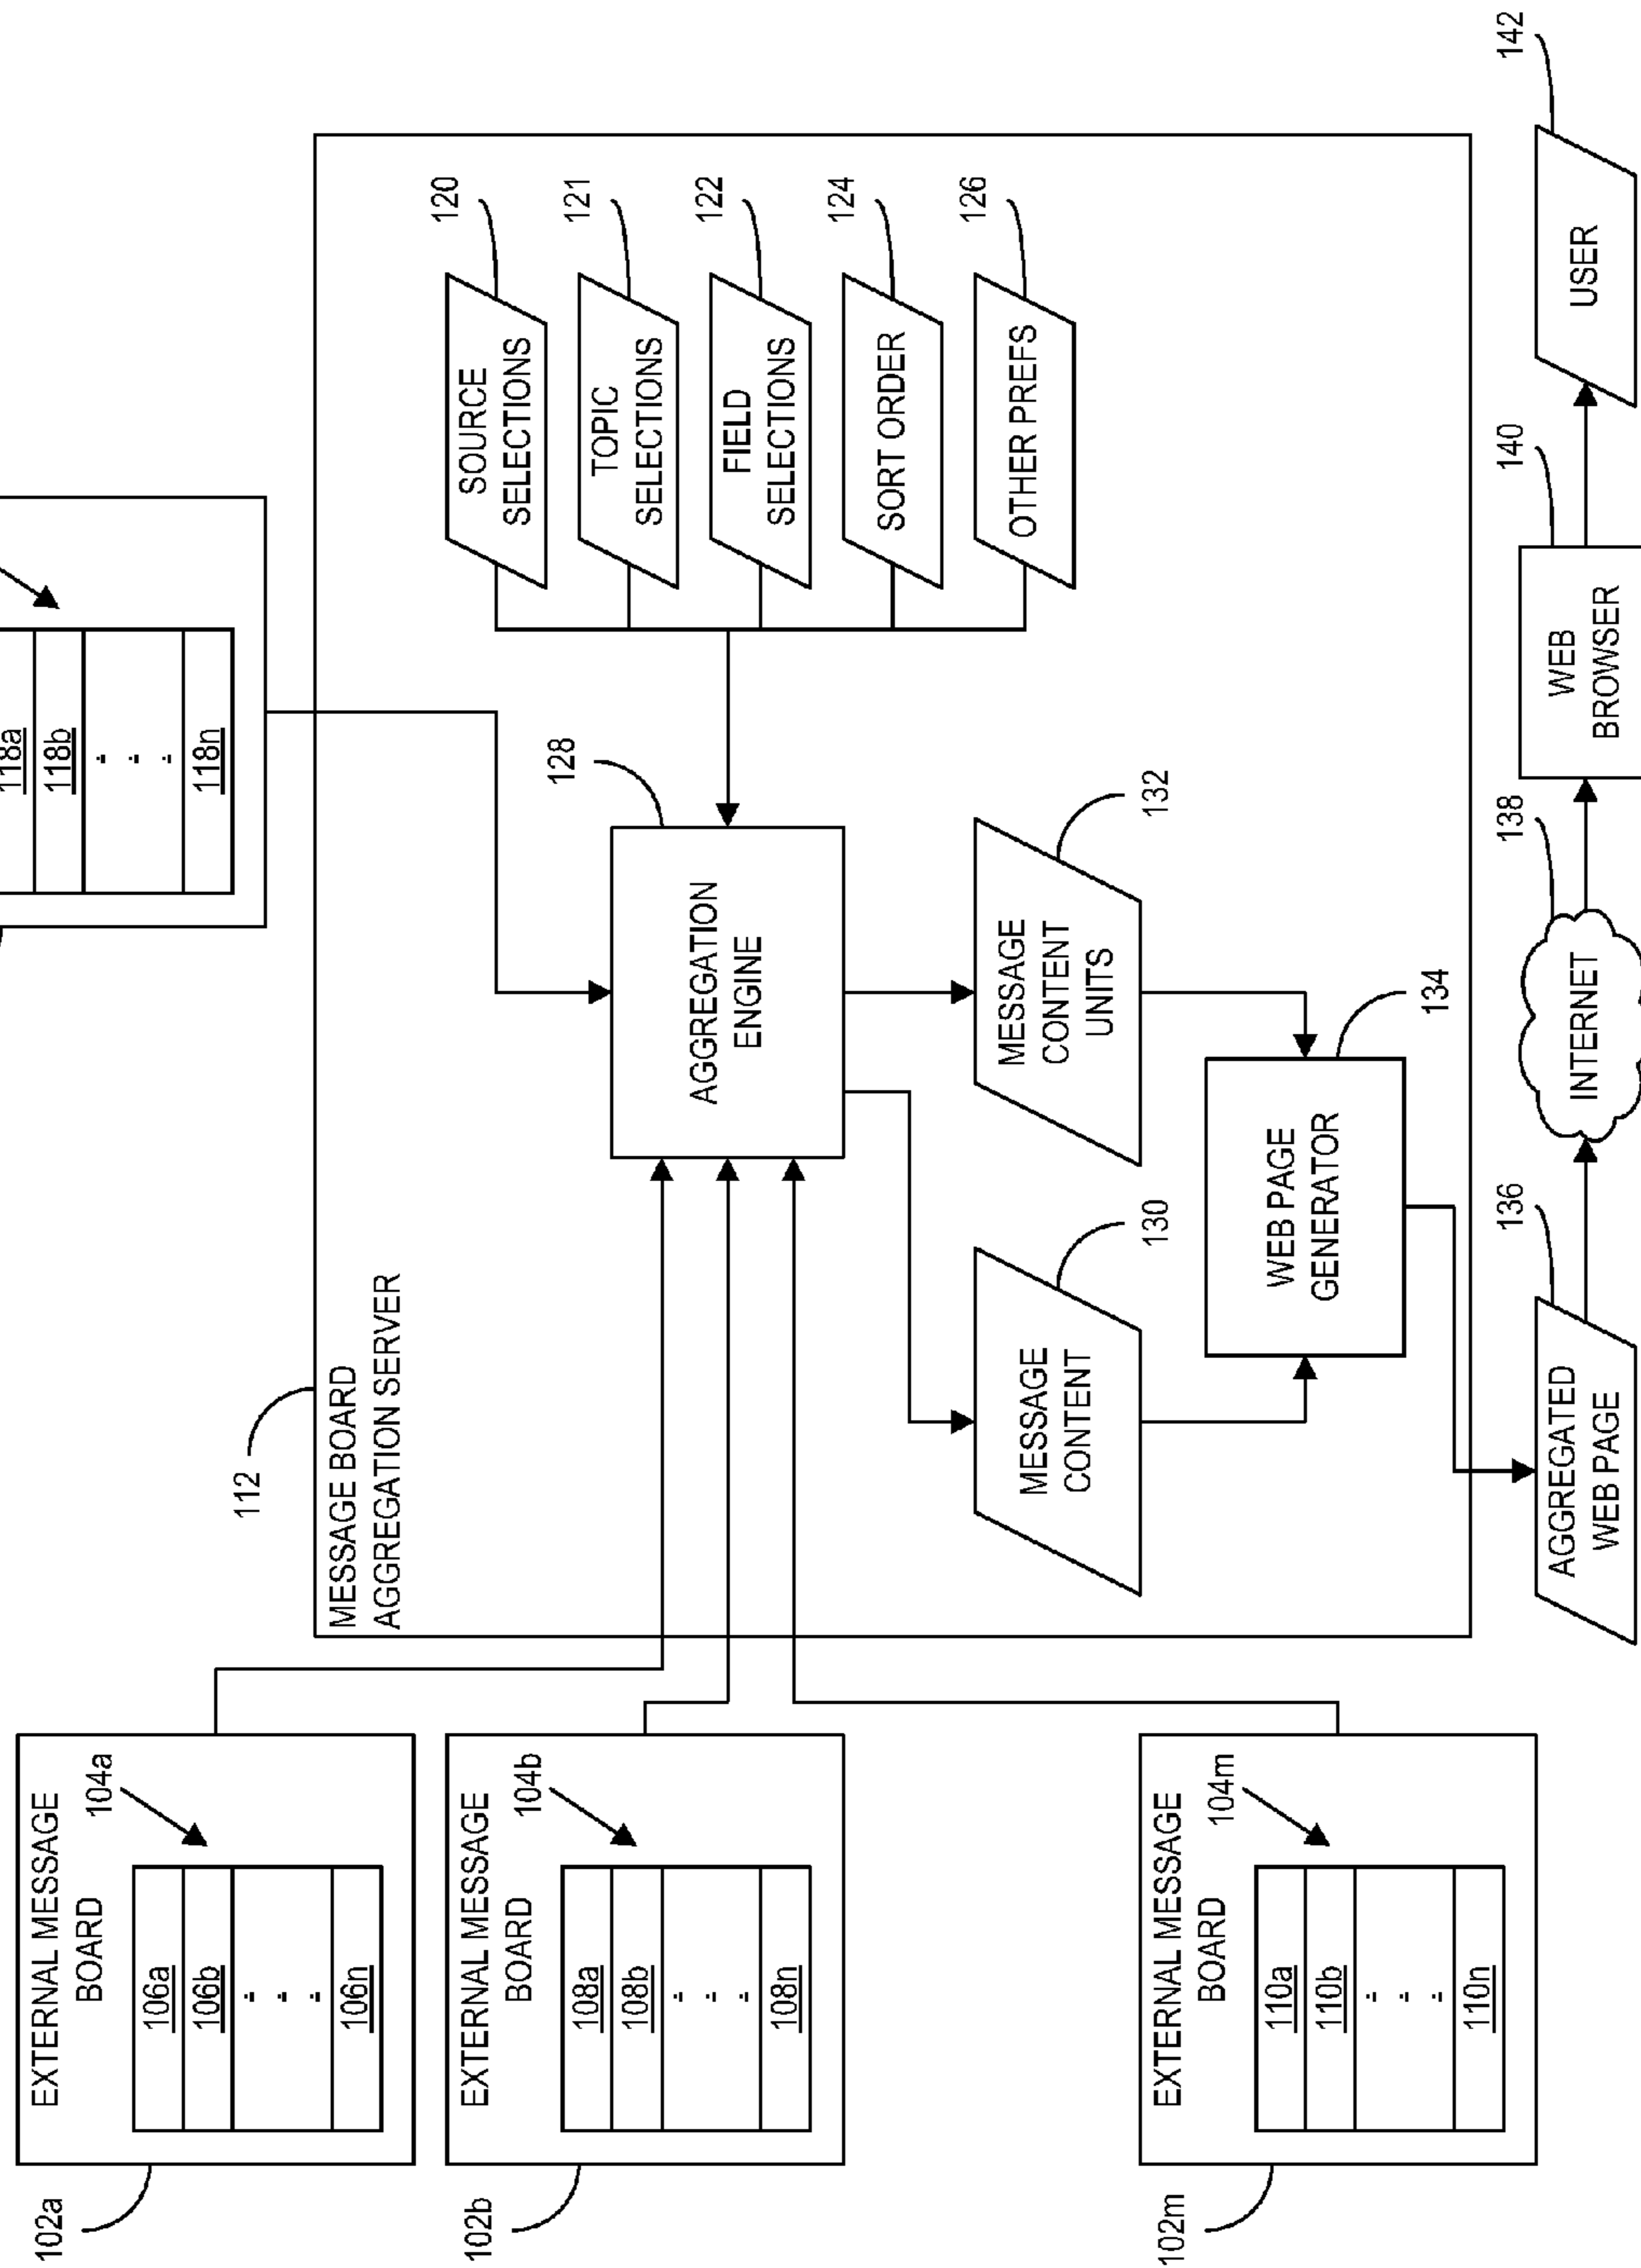 102a
EXTERNAL MESSAGE
BOARD
104a
106a
106b
106n
102b
EXTERNAL MESSAGE
BOARD
104b
108a
108b
108n
102m
EXTERNAL MESSAGE
BOARD
104m
110a
110b
110n
118a
118b
118n
112
MESSAGE BOARD
AGGREGATION SERVER
128
AGGREGATION
ENGINE
120
SOURCE
SELECTIONS
121
TOPIC
SELECTIONS
122
FIELD
SELECTIONS
124
SORT ORDER
126
OTHER PREFS
MESSAGE
CONTENT
130
MESSAGE
CONTENT
UNITS
132
WEB PAGE
GENERATOR
134
136
AGGREGATED
WEB PAGE
138
INTERNET
140
WEB
BROWSER
142
USER